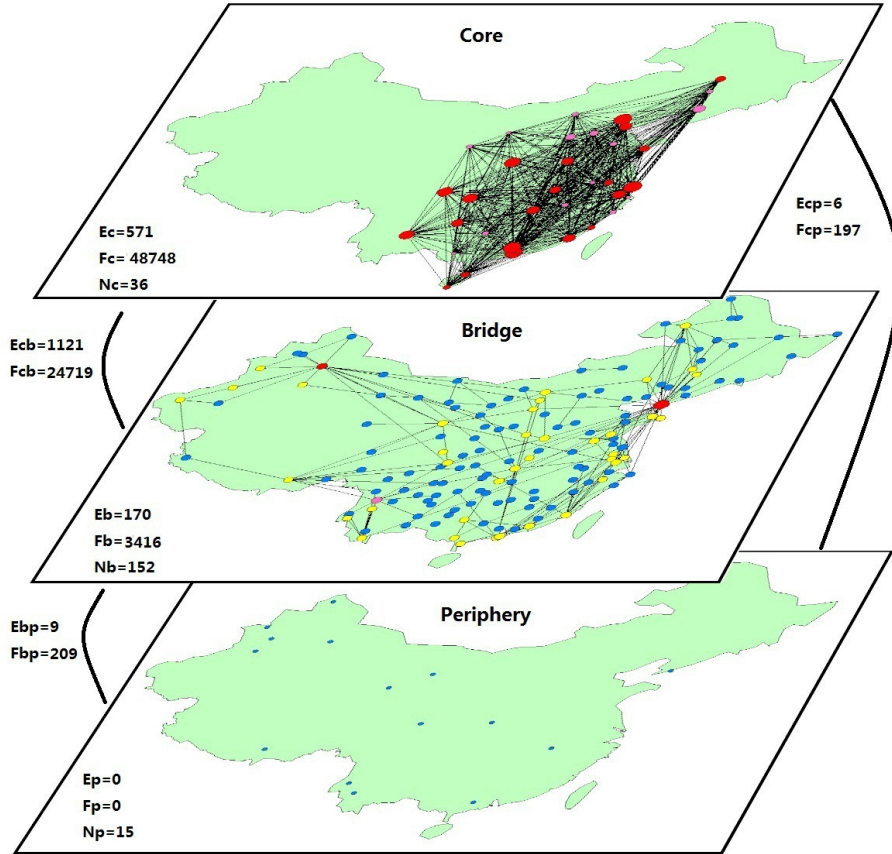 Core
Ec=571
Fc= 48748
Nc=36
Ecp=6
Fcp=197
Ecb=1121
Fcb=24719
Bridge
Eb=170
Fb=3416
Nb=152
Ebp=9
Fbp=209
Periphery
Ep=0
Fp=0
Np=15